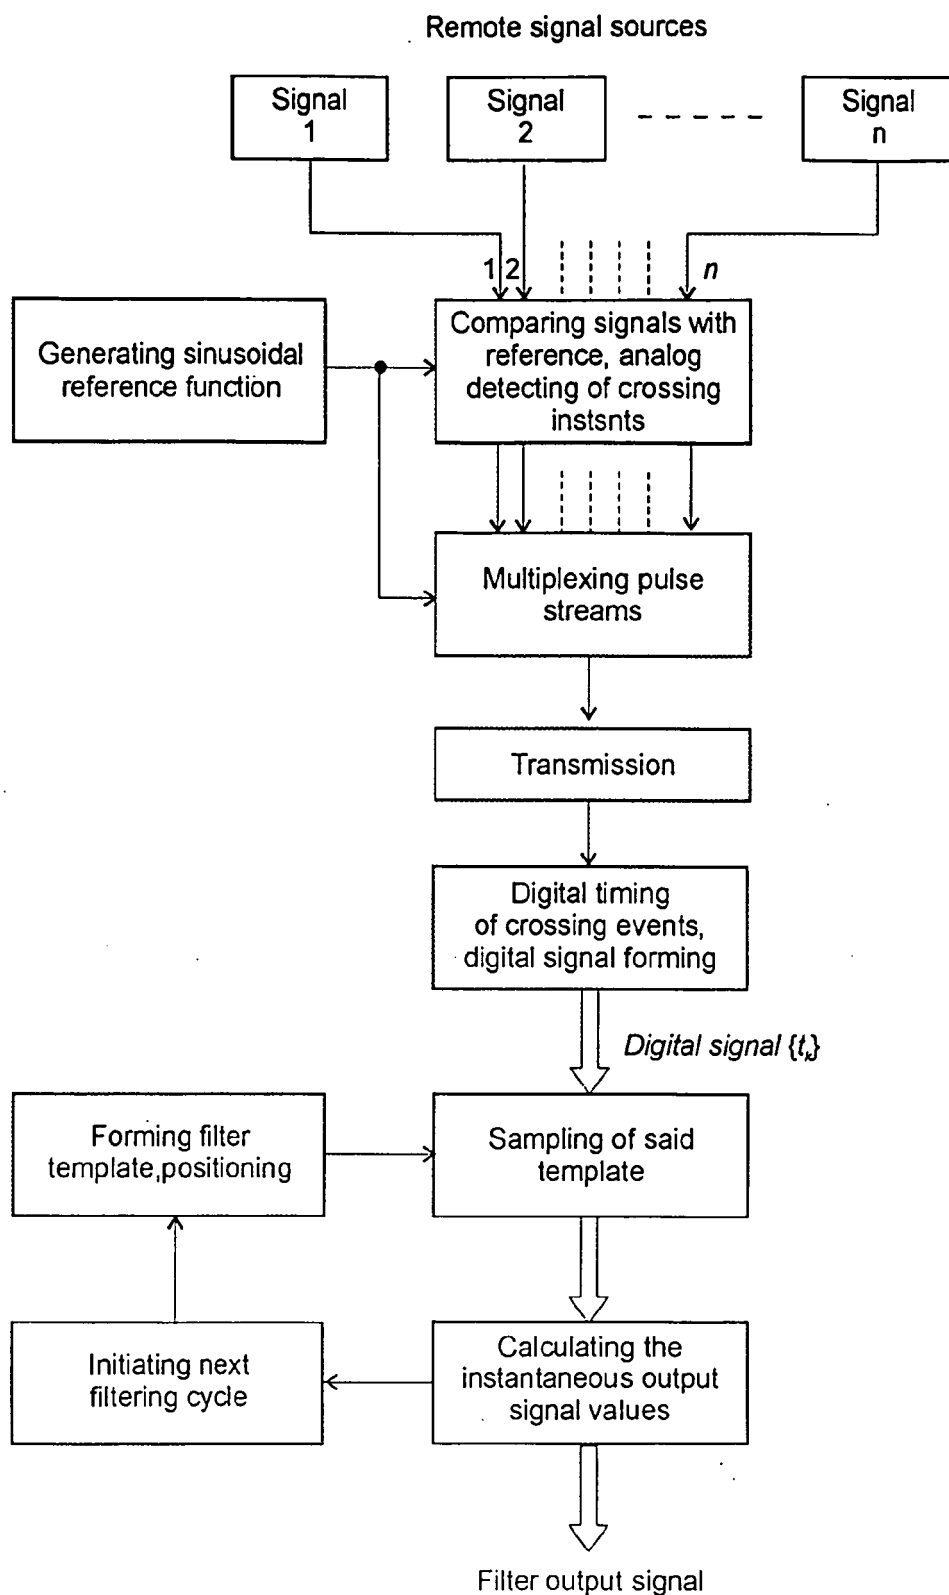 Remote signal sources
Signal
1
Signal
2
Signal
n
1
2
n
Generating sinusoidal
reference function
Comparing signals with
reference, analog
detecting of crossing
instsnts
Multiplexing pulse
streams
Transmission
Digital timing
of crossing events,
digital signal forming
Digital signal {tk}
Forming filter
template,positioning
Sampling of said
template
Initiating next
filtering cycle
Calculating the
instantaneous output
signal values
Filter output signal